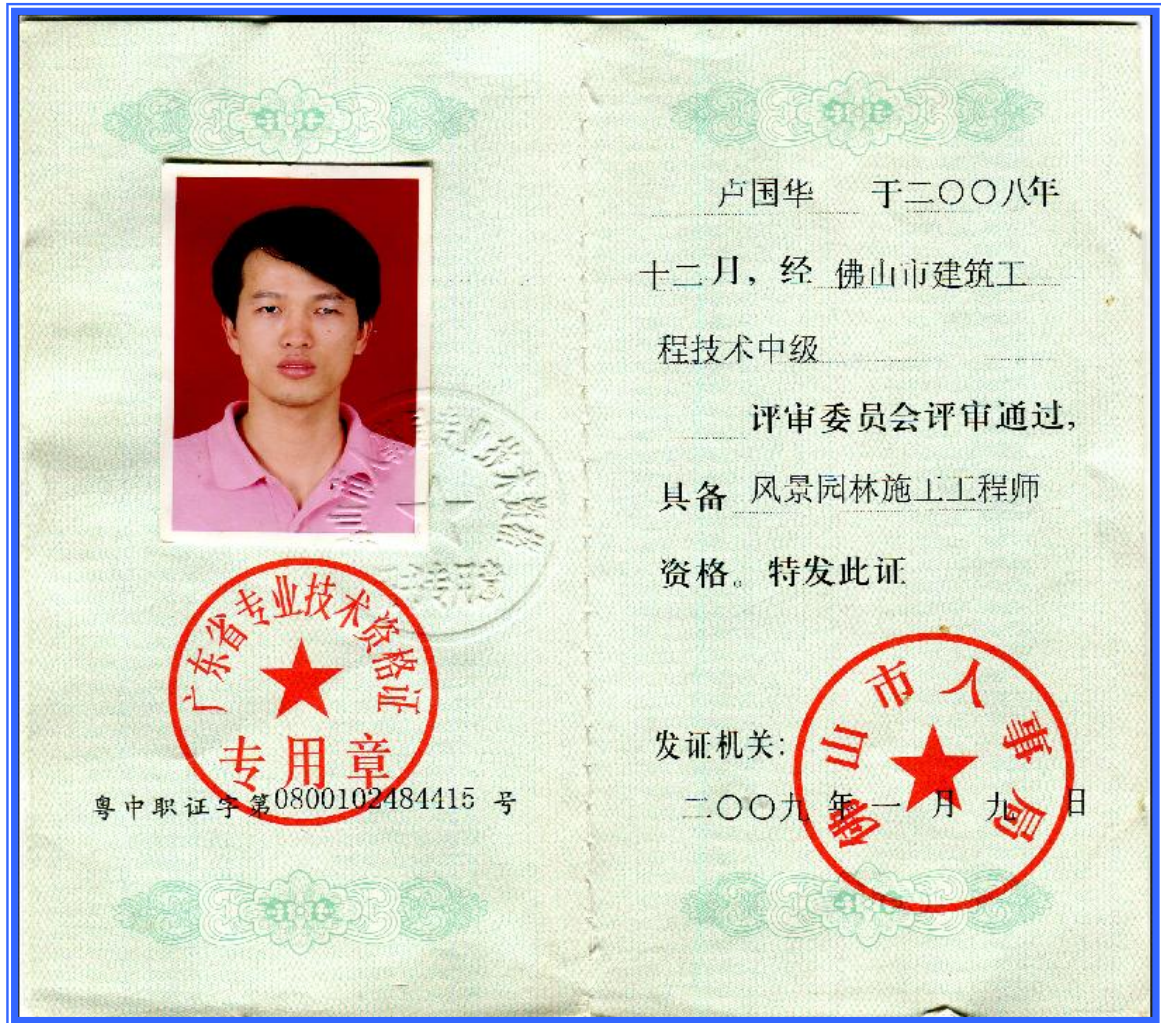 广东省专业技术资格证
专用章
粤中职证字第0800102484415 号
卢国华 于二〇〇八年
十二月，经 佛山市建筑工
程技术中级
评审委员会评审通过，
具备 风景园林施工工程师
资格。特发此证
发证机关：
佛山市人事局
二〇〇九 年 一 月 九 日